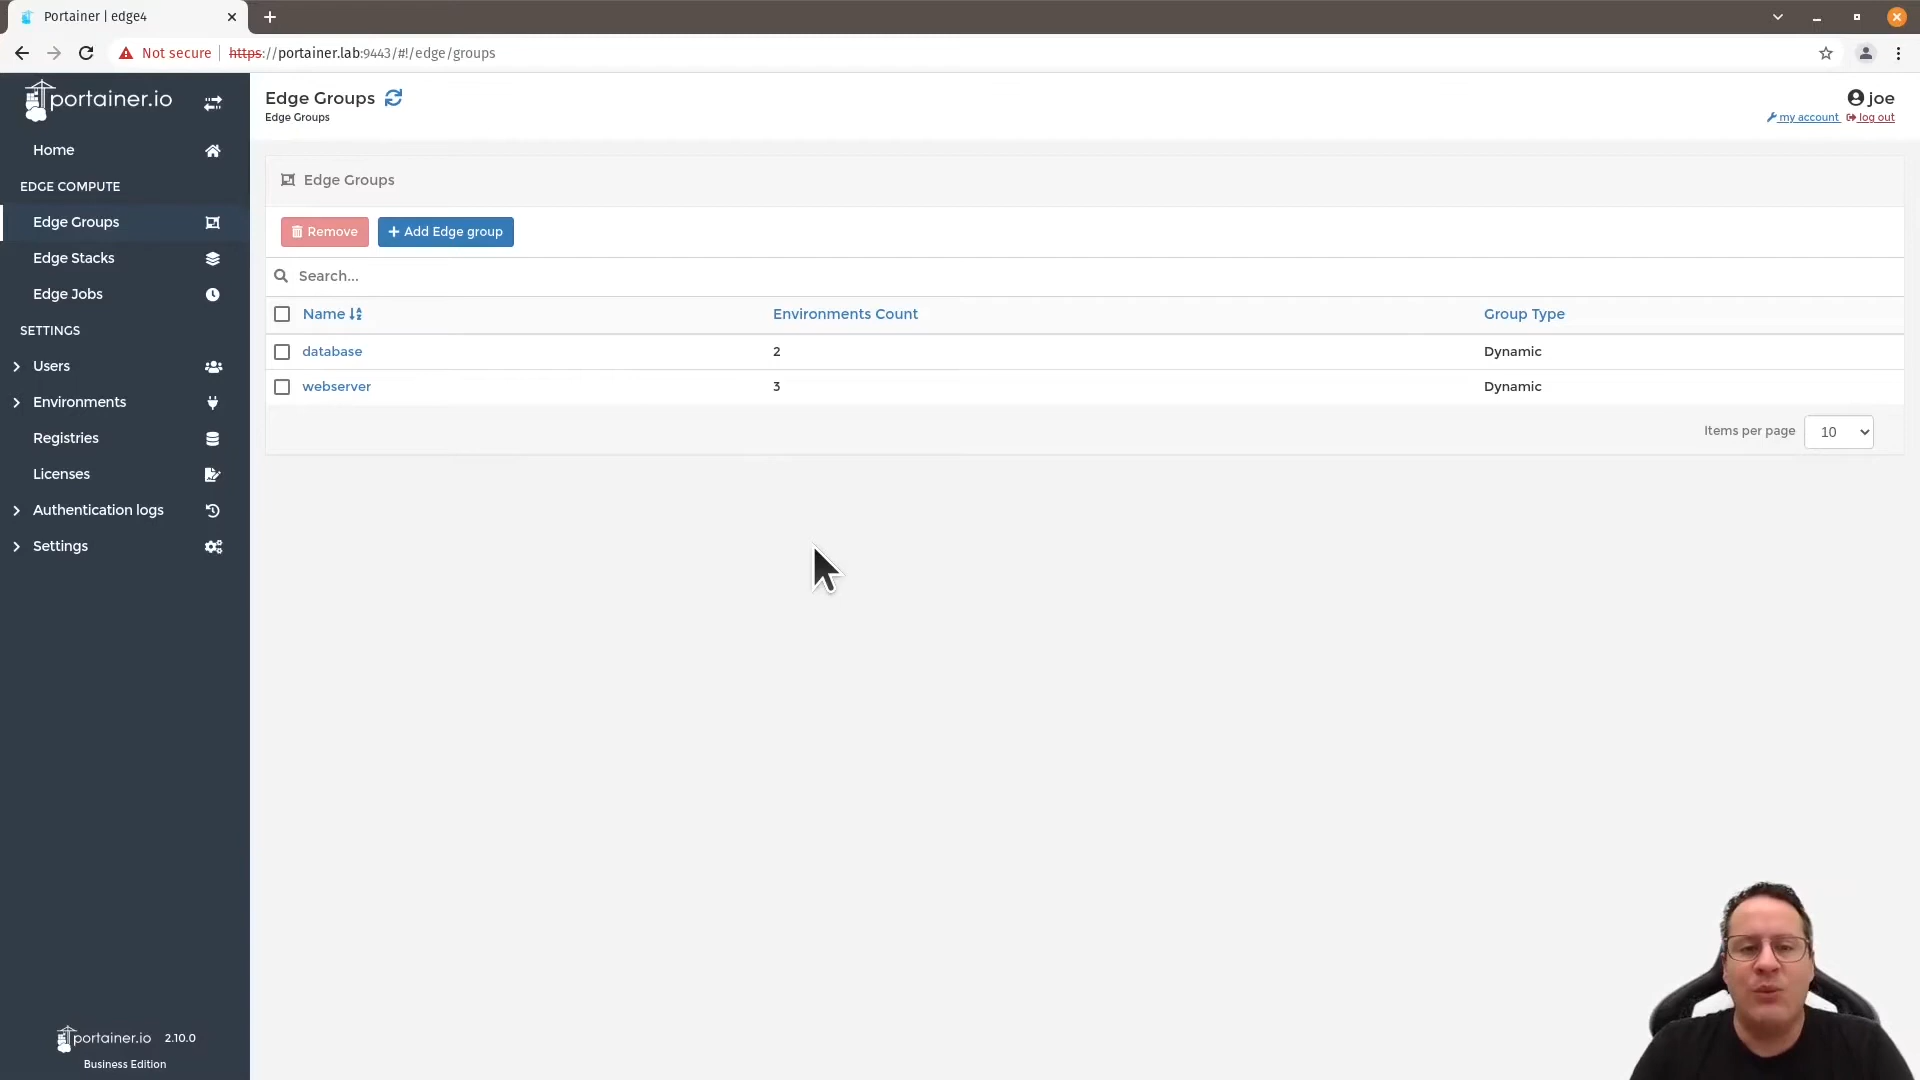 Portainer | edge4
Not secure | https://portainer.lab:9443/#!/edge/groups
portainer.io
Home
EDGE COMPUTE
Edge Groups
Edge Stacks
Edge Jobs
SETTINGS
Users
Environments
Registries
Licenses
Authentication logs
Settings
portainer.io 2.10.0
Business Edition
Edge Groups
Edge Groups
joe
my account log out
Edge Groups
Remove + Add Edge group
Search...
Name Environments Count Group Type
database 2 Dynamic
webserver 3 Dynamic
Items per page 10